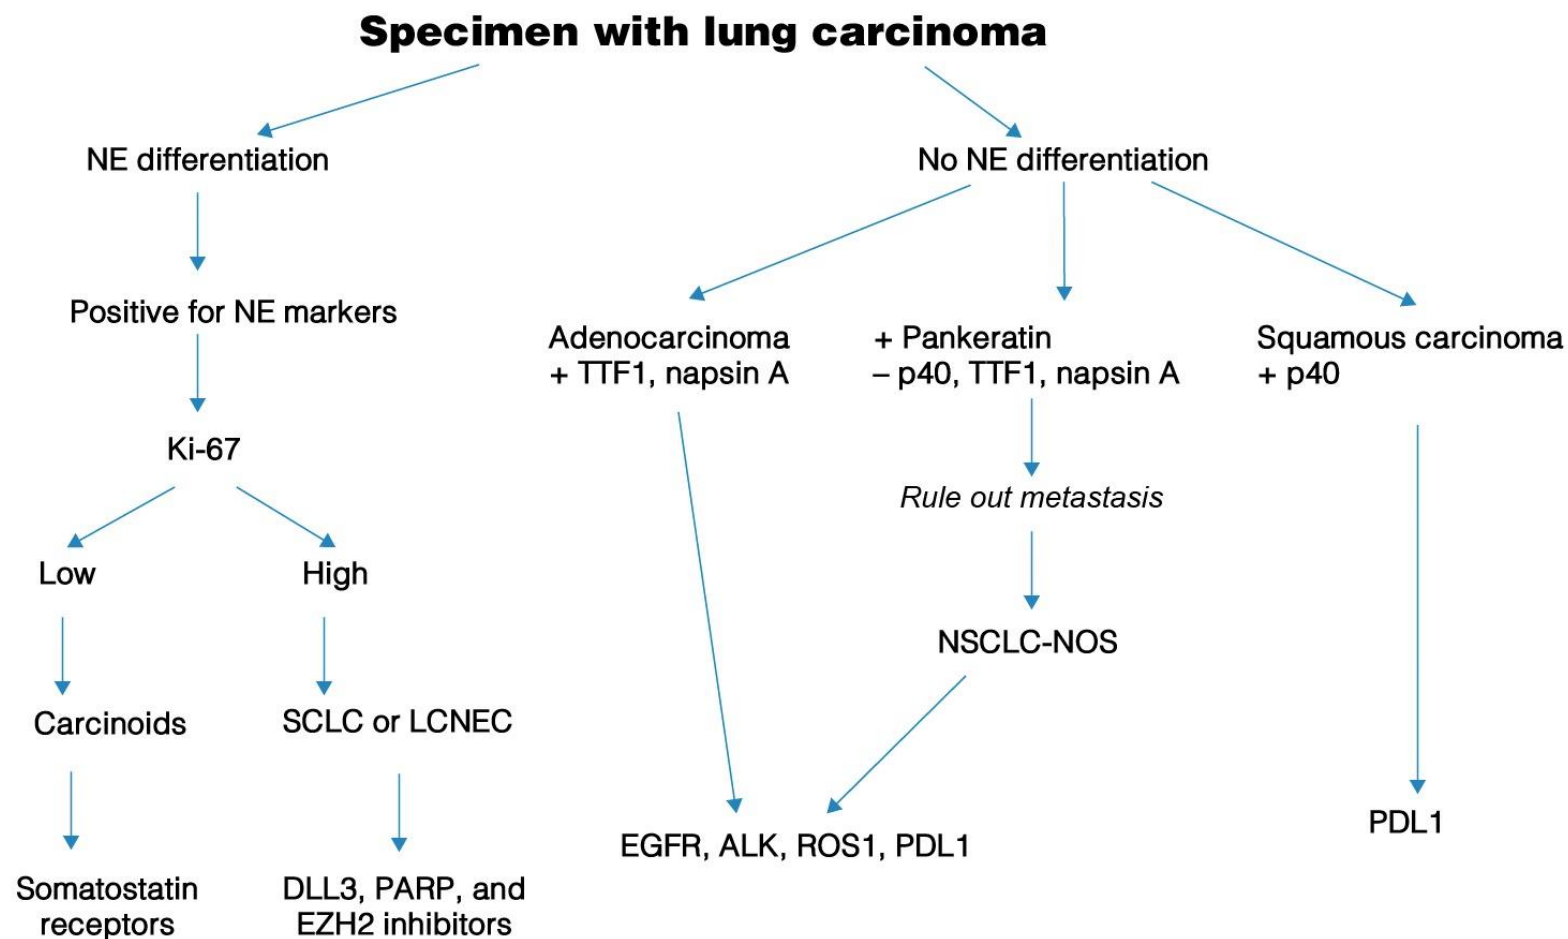 Specimen with lung carcinoma
NE differentiation
No NE differentiation
Positive for NE markers
Adenocarcinoma
+ TTF1, napsin A
+ Pankeratin
– p40, TTF1, napsin A
Squamous carcinoma
+ p40
Ki-67
Rule out metastasis
Low
High
NSCLC-NOS
Carcinoids
SCLC or LCNEC
EGFR, ALK, ROS1, PDL1
PDL1
Somatostatin
receptors
DLL3, PARP, and
EZH2 inhibitors